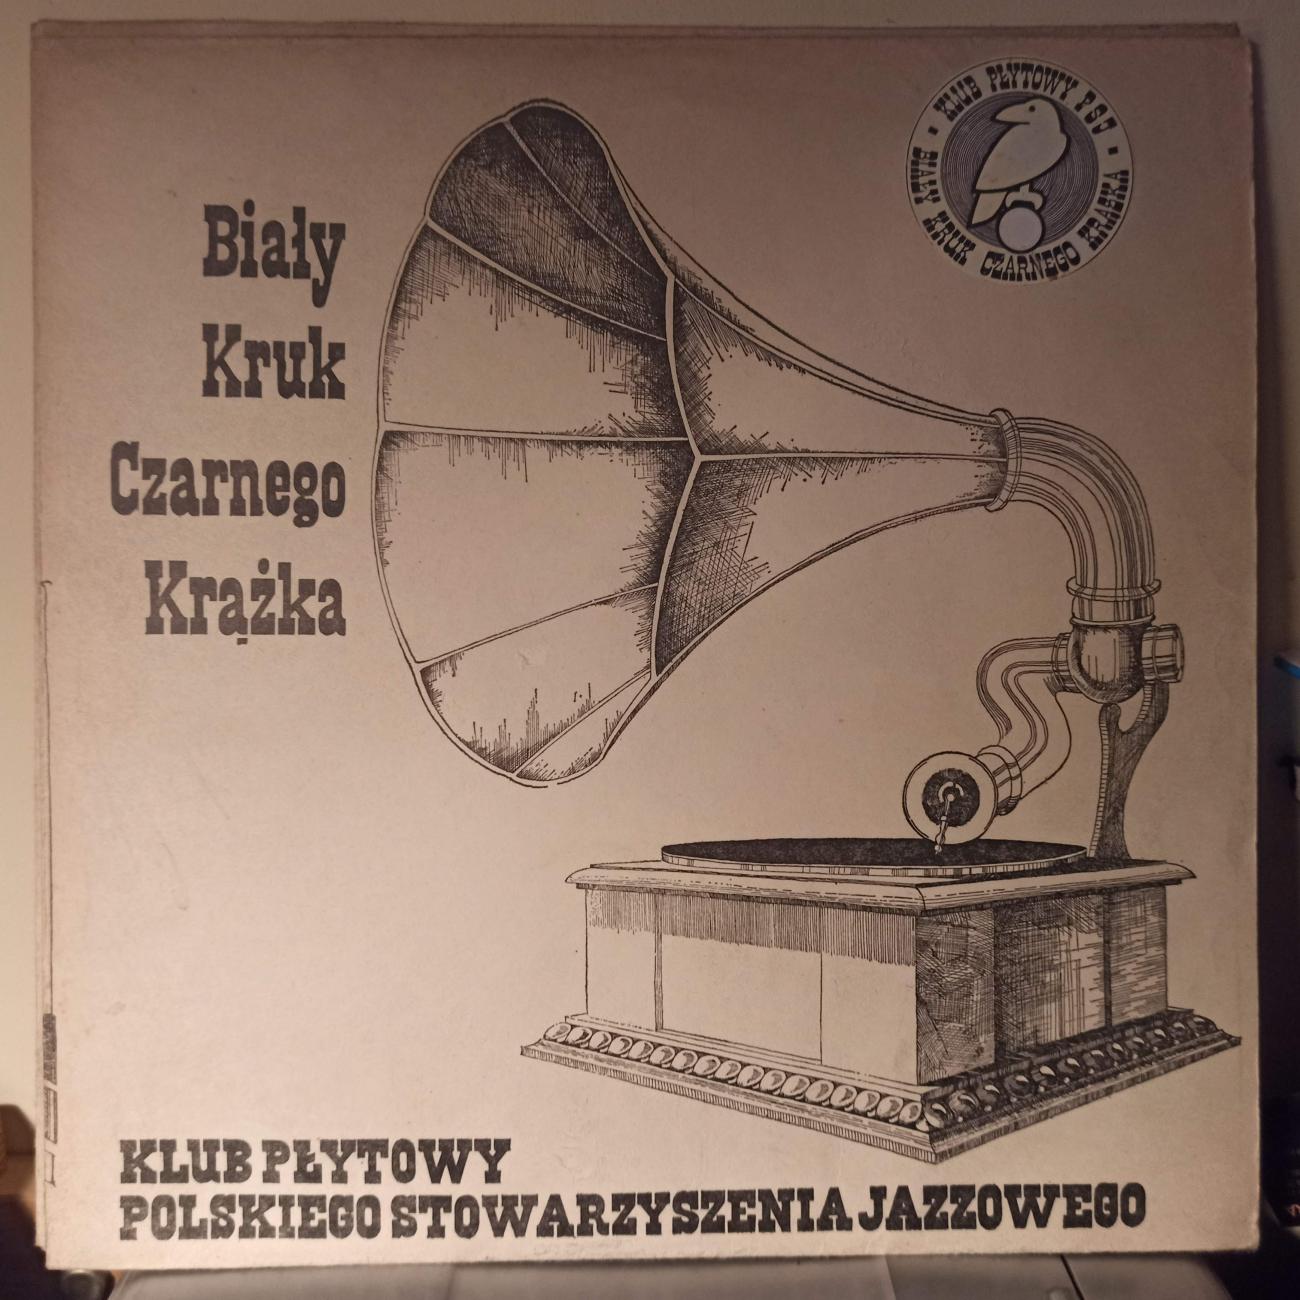 Biały
Kruk
Czarnego
Krążka
KLUB PŁYTOWY PSJ
BIAŁY KRUK CZARNEGO KRĄŻKA
KLUB PŁYTOWY
POLSKIEGO STOWARZYSZENIA JAZZOWEGO